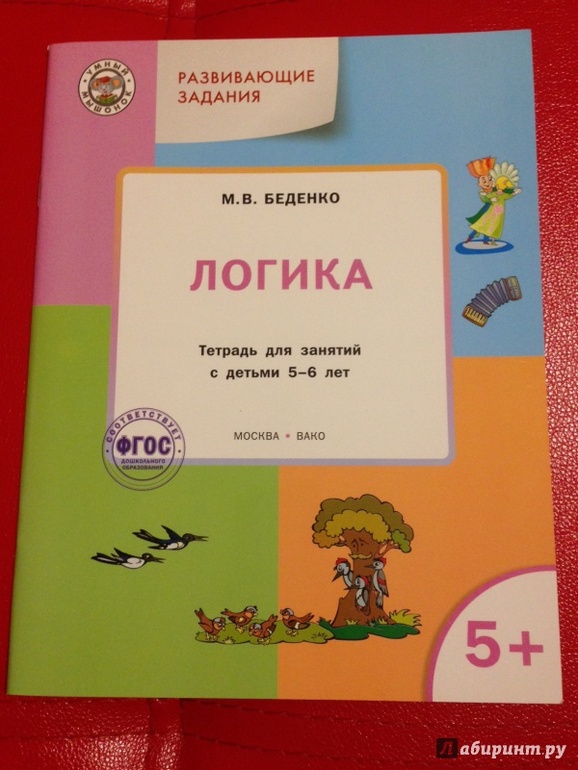 УМНЫЙ
МЫШОНОК
РАЗВИВАЮЩИЕ
ЗАДАНИЯ
М.В. БЕДЕНКО
ЛОГИКА
Тетрадь для занятий
с детьми 5–6 лет
МОСКВА • ВАКО
СООТВЕТСТВУЕТ
ФГОС
ДОШКОЛЬНОГО
ОБРАЗОВАНИЯ
5+
Лабиринт.ру